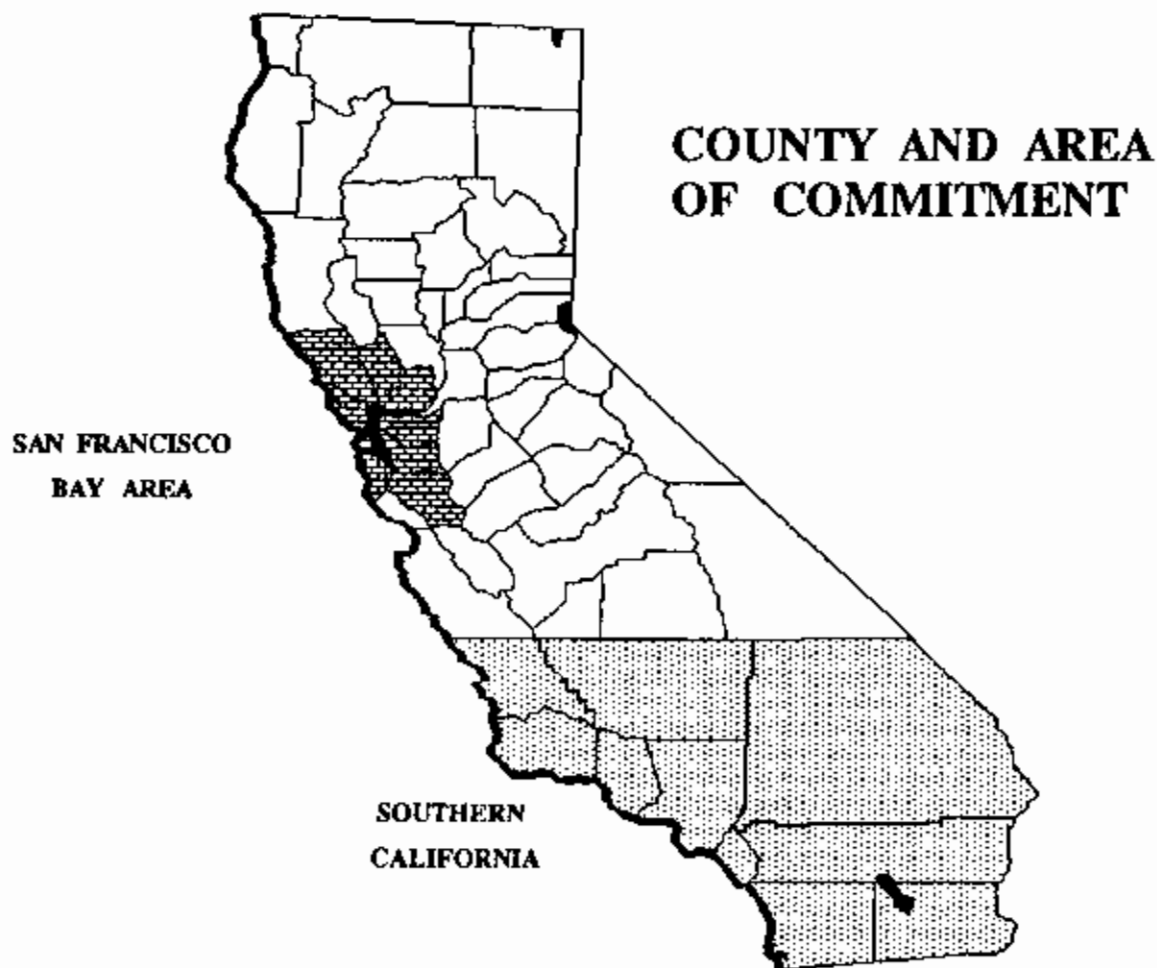 COUNTY AND AREA
OF COMMITMENT
SAN FRANCISCO
BAY AREA
SOUTHERN
CALIFORNIA